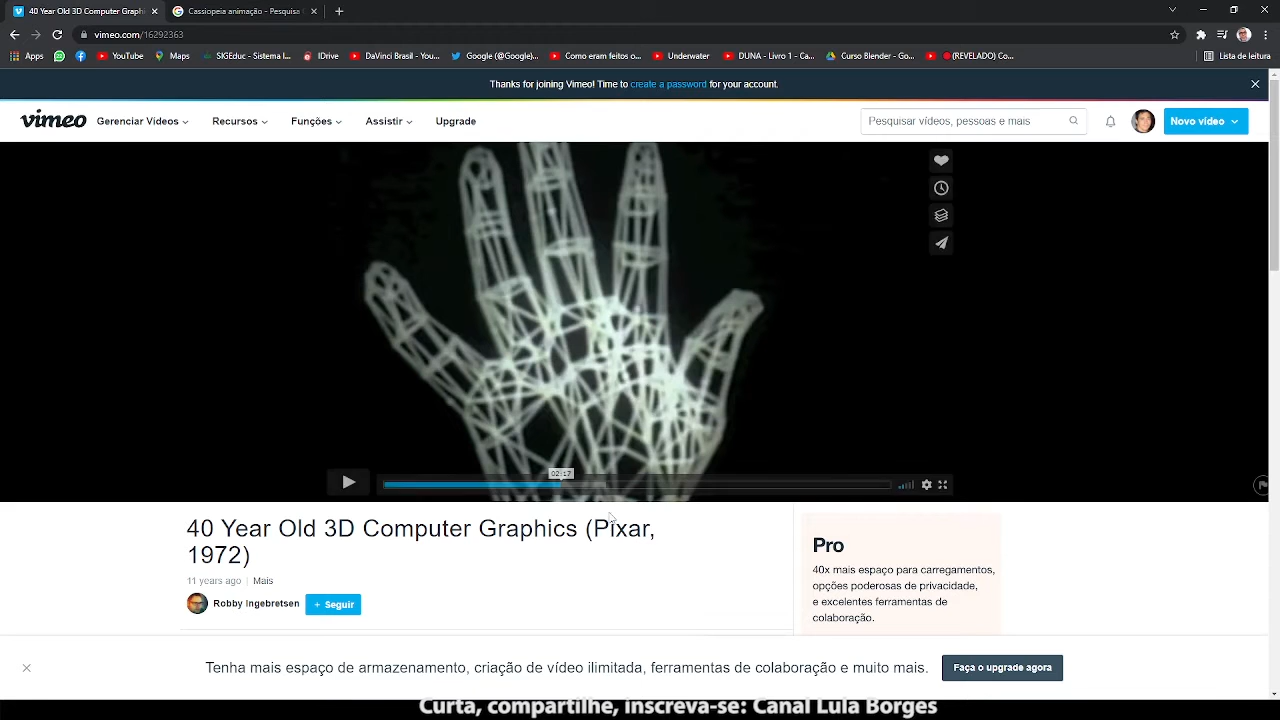 40 Year Old 3D Computer Graphi
Cassiopeia animação - Pesquisa
vimeo.com/16292363
Apps YouTube Maps SIGEduc - Sistema I... IDrive DaVinci Brasil - You... Google (@Google)... Como eram feitos o... Underwater DUNA - Livro 1 - Ca... Curso Blender - Go... (REVELADO) Como... Lista de leitura
Thanks for joining Vimeo! Time to create a password for your account.
vimeo Gerenciar Vídeos Recursos Funções Assistir Upgrade Pesquisar vídeos, pessoas e mais Novo vídeo
40 Year Old 3D Computer Graphics (Pixar,
1972)
11 years ago | Mais
Robby Ingebretsen + Seguir
Pro
40x mais espaço para carregamentos,
opções poderosas de privacidade,
e excelentes ferramentas de
colaboração.
Tenha mais espaço de armazenamento, criação de vídeo ilimitada, ferramentas de colaboração e muito mais. Faça o upgrade agora
Curta, compartilhe, inscreva-se: Canal Lula Borges